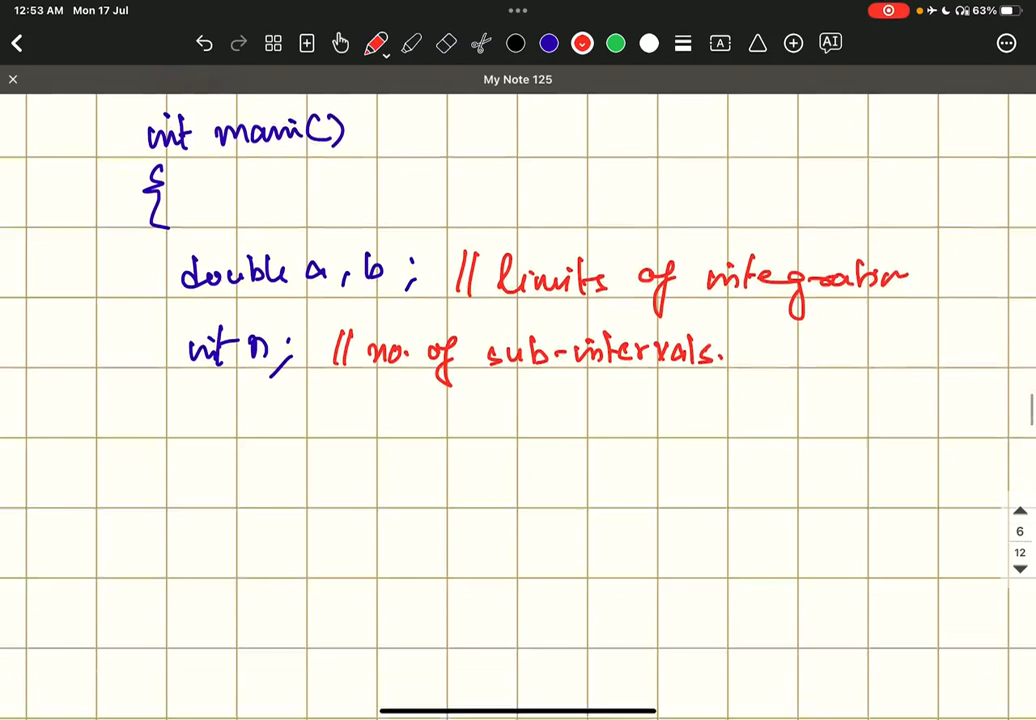 12:53 AM Mon 17 Jul
63%
A
AI
My Note 125
int main()
{
double a, b; // limits of integration
int n; // no. of sub-intervals.
6
12